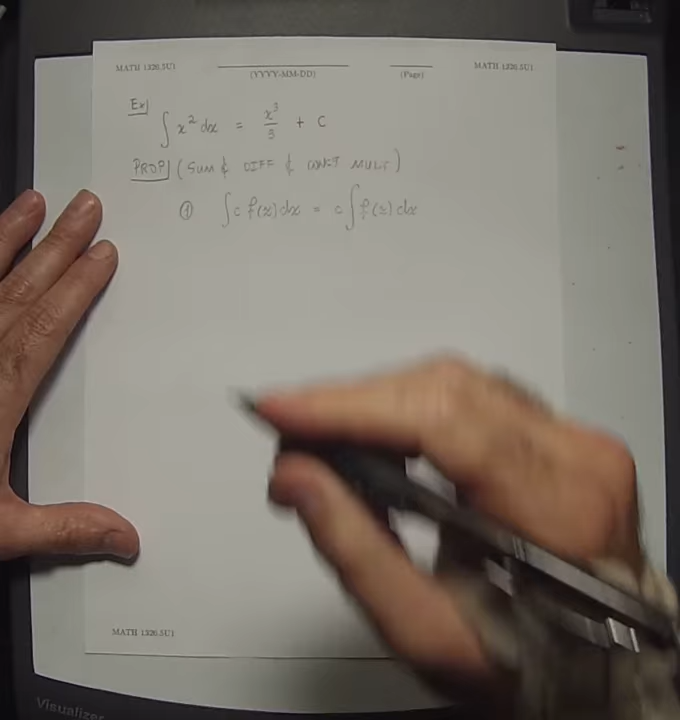 MATH 1326.5U1 (YYYY-MM-DD) (Page) MATH 1326.5U1
Ex]
∫ x² dx = x³/3 + C
PROP] (SUM & DIFF & CONST MULT)
① ∫ c f(x) dx = c ∫ f(x) dx
MATH 1326.5U1
Visualizer